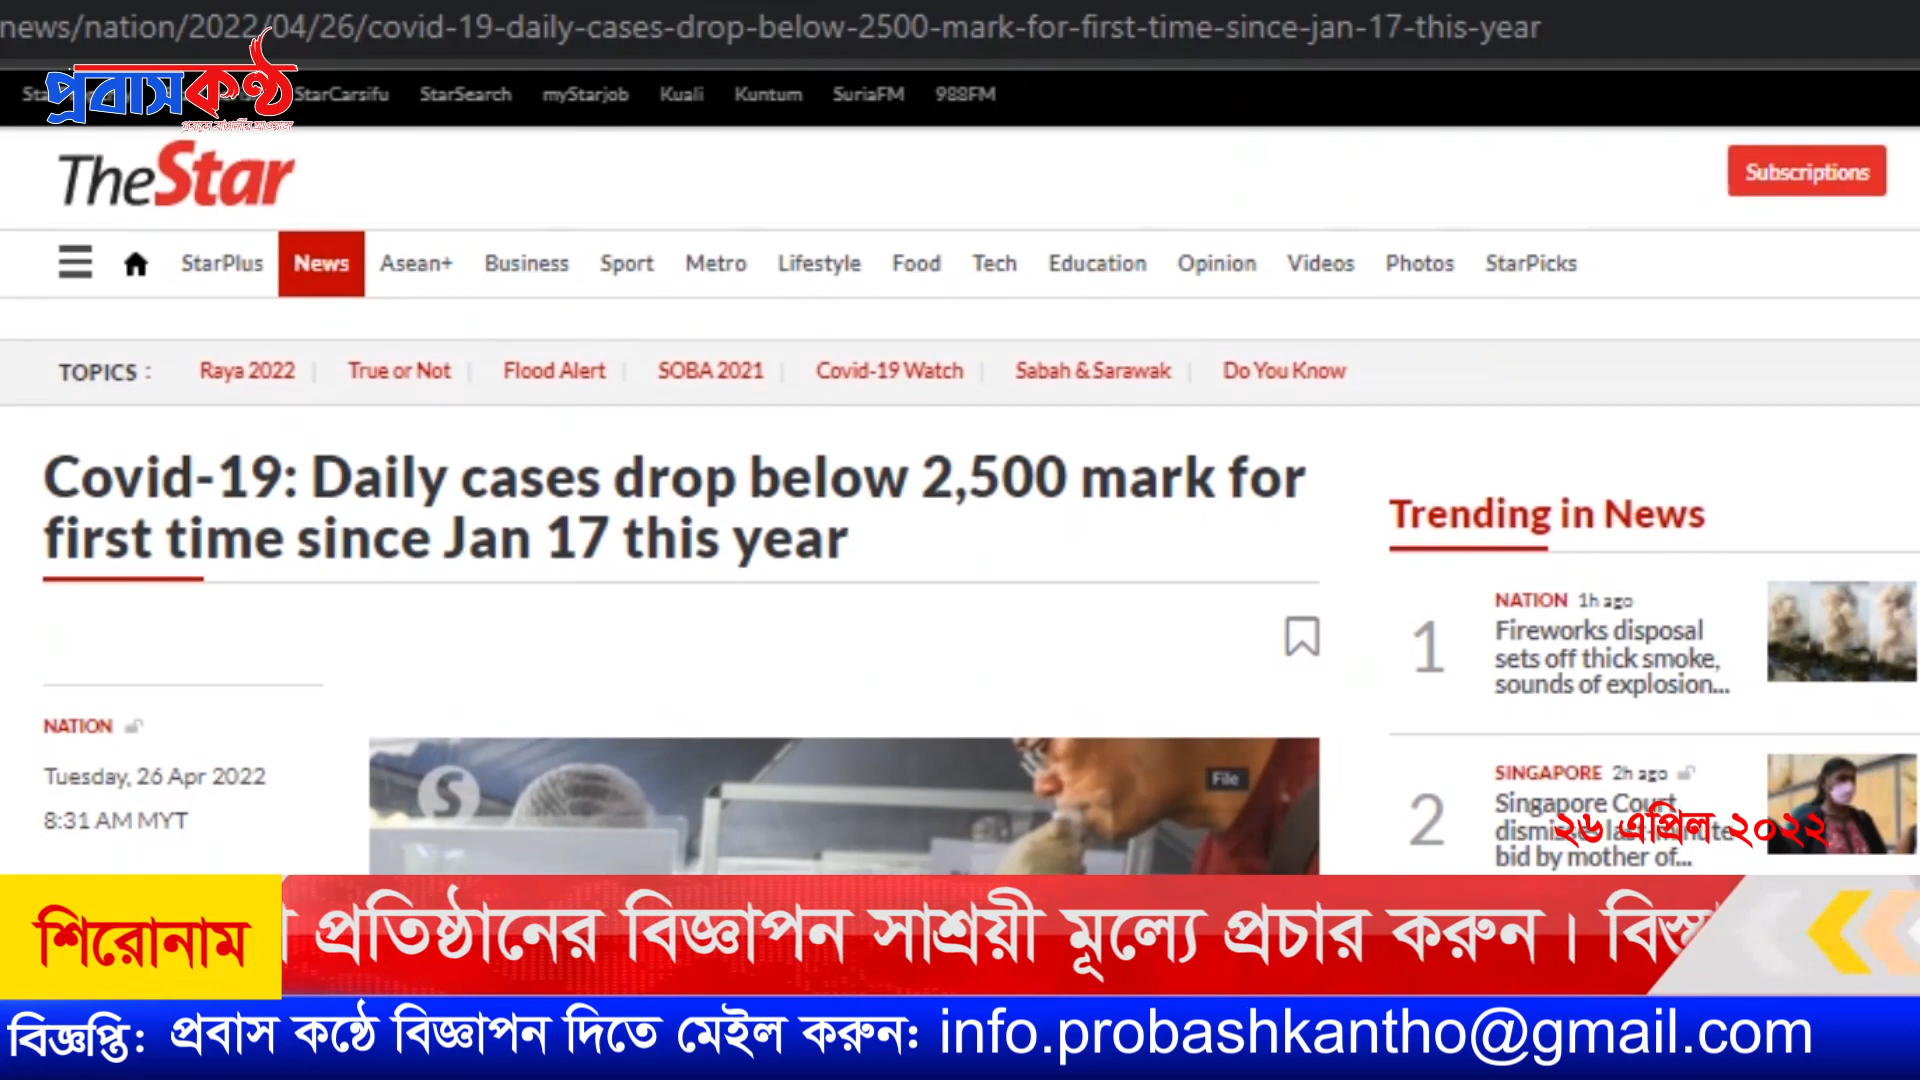 news/nation/2022/04/26/covid-19-daily-cases-drop-below-2500-mark-for-first-time-since-jan-17-this-year
StarCarsifu StarSearch myStarjob Kuali Kuntum SuriaFM 988FM
প্রবাস কণ্ঠ
TheStar
Subscriptions
StarPlus News Asean+ Business Sport Metro Lifestyle Food Tech Education Opinion Videos Photos StarPicks
TOPICS : Raya 2022 True or Not Flood Alert SOBA 2021 Covid-19 Watch Sabah & Sarawak Do You Know
Covid-19: Daily cases drop below 2,500 mark for
first time since Jan 17 this year
NATION
Tuesday, 26 Apr 2022
8:31 AM MYT
S
File
Trending in News
1
NATION 1h ago
Fireworks disposal
sets off thick smoke,
sounds of explosion...
2
SINGAPORE 2h ago
Singapore Court
bid by mother of...
২৬ এপ্রিল ২০২২
শিরোনাম
প্রতিষ্ঠানের বিজ্ঞাপন সাশ্রয়ী মূল্যে প্রচার করুন ।
বিজ্ঞপ্তি: প্রবাস কন্ঠে বিজ্ঞাপন দিতে মেইল করুন: info.probashkantho@gmail.com